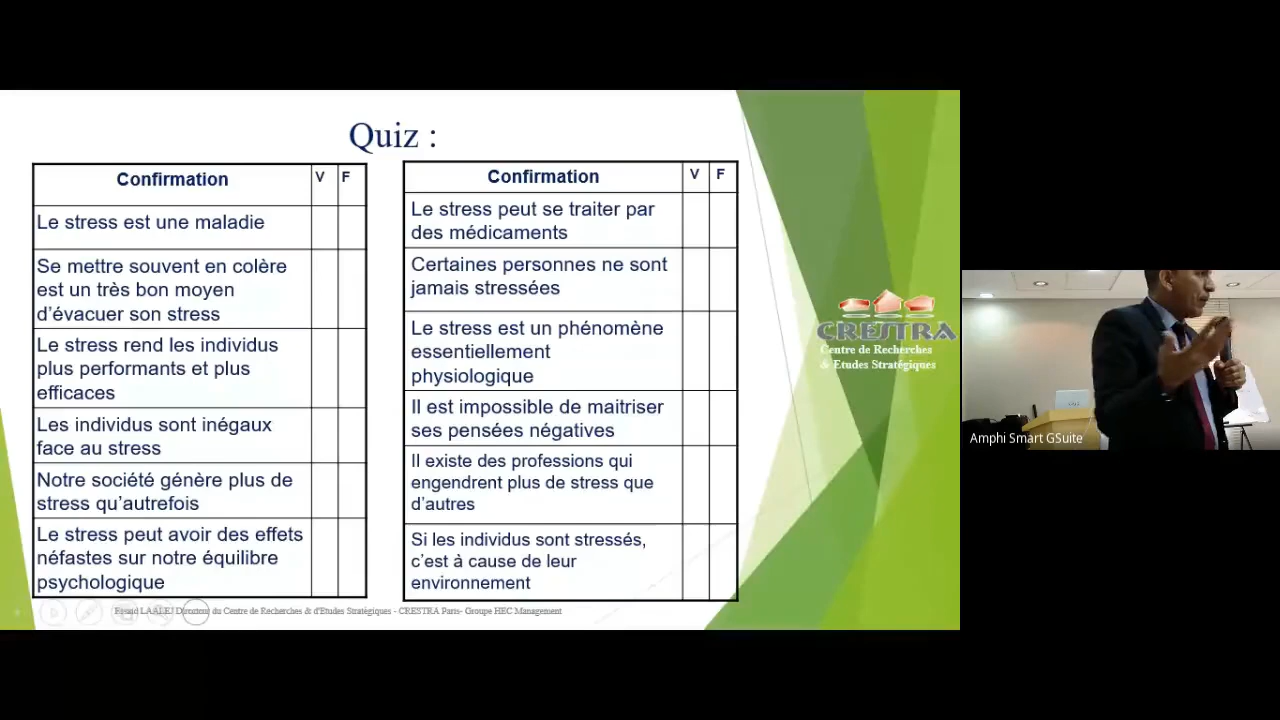 Quiz :
Confirmation V F
Le stress est une maladie
Se mettre souvent en colère
est un très bon moyen
d’évacuer son stress
Le stress rend les individus
plus performants et plus
efficaces
Les individus sont inégaux
face au stress
Notre société génère plus de
stress qu’autrefois
Le stress peut avoir des effets
néfastes sur notre équilibre
psychologique
Confirmation V F
Le stress peut se traiter par
des médicaments
Certaines personnes ne sont
jamais stressées
Le stress est un phénomène
essentiellement
physiologique
Il est impossible de maitriser
ses pensées négatives
Il existe des professions qui
engendrent plus de stress que
d’autres
Si les individus sont stressés,
c’est à cause de leur
environnement
CRESTRA
Centre de Recherches
& Etudes Stratégiques
LAALEJ Directeur du Centre de Recherches & d'Etudes Stratégiques - CRESTRA Paris- Groupe HEC Management
Amphi Smart GSuite